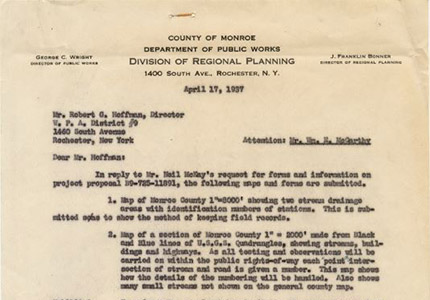 COUNTY OF MONROE
DEPARTMENT OF PUBLIC WORKS
GEORGE C. WRIGHT
DIRECTOR OF PUBLIC WORKS
DIVISION OF REGIONAL PLANNING
J. FRANKLIN BONNER
DIRECTOR OF REGIONAL PLANNING
1400 SOUTH AVE., ROCHESTER, N. Y.
April 17, 1937
Mr. Robert G. Hoffman, Director
W. P. A. District #9
1460 South Avenue
Rochester, New York
Attention: Mr. Wm. H. McCarthy
Dear Mr. Hoffman:
In reply to Mr. Neil McKay's request for forms and information on
project proposal the following maps and forms are submitted.
1. Map of Monroe County showing two stream drainage
areas with identification numbers of stations. This is sub-
mitted to show the method of keeping field records.
2. Map of a section of Monroe County 1" = 2000' made from Black
and Blue lines of U.S.G.S. Quadrangles, showing streams, buil-
dings and highways. As all testing and observations will be
carried on within the public rights-of-way each point inter-
section of stream and road is given a number. This map shows
how the details of the numbering will be handled. Also shows
many small streams not shown on the general county map.